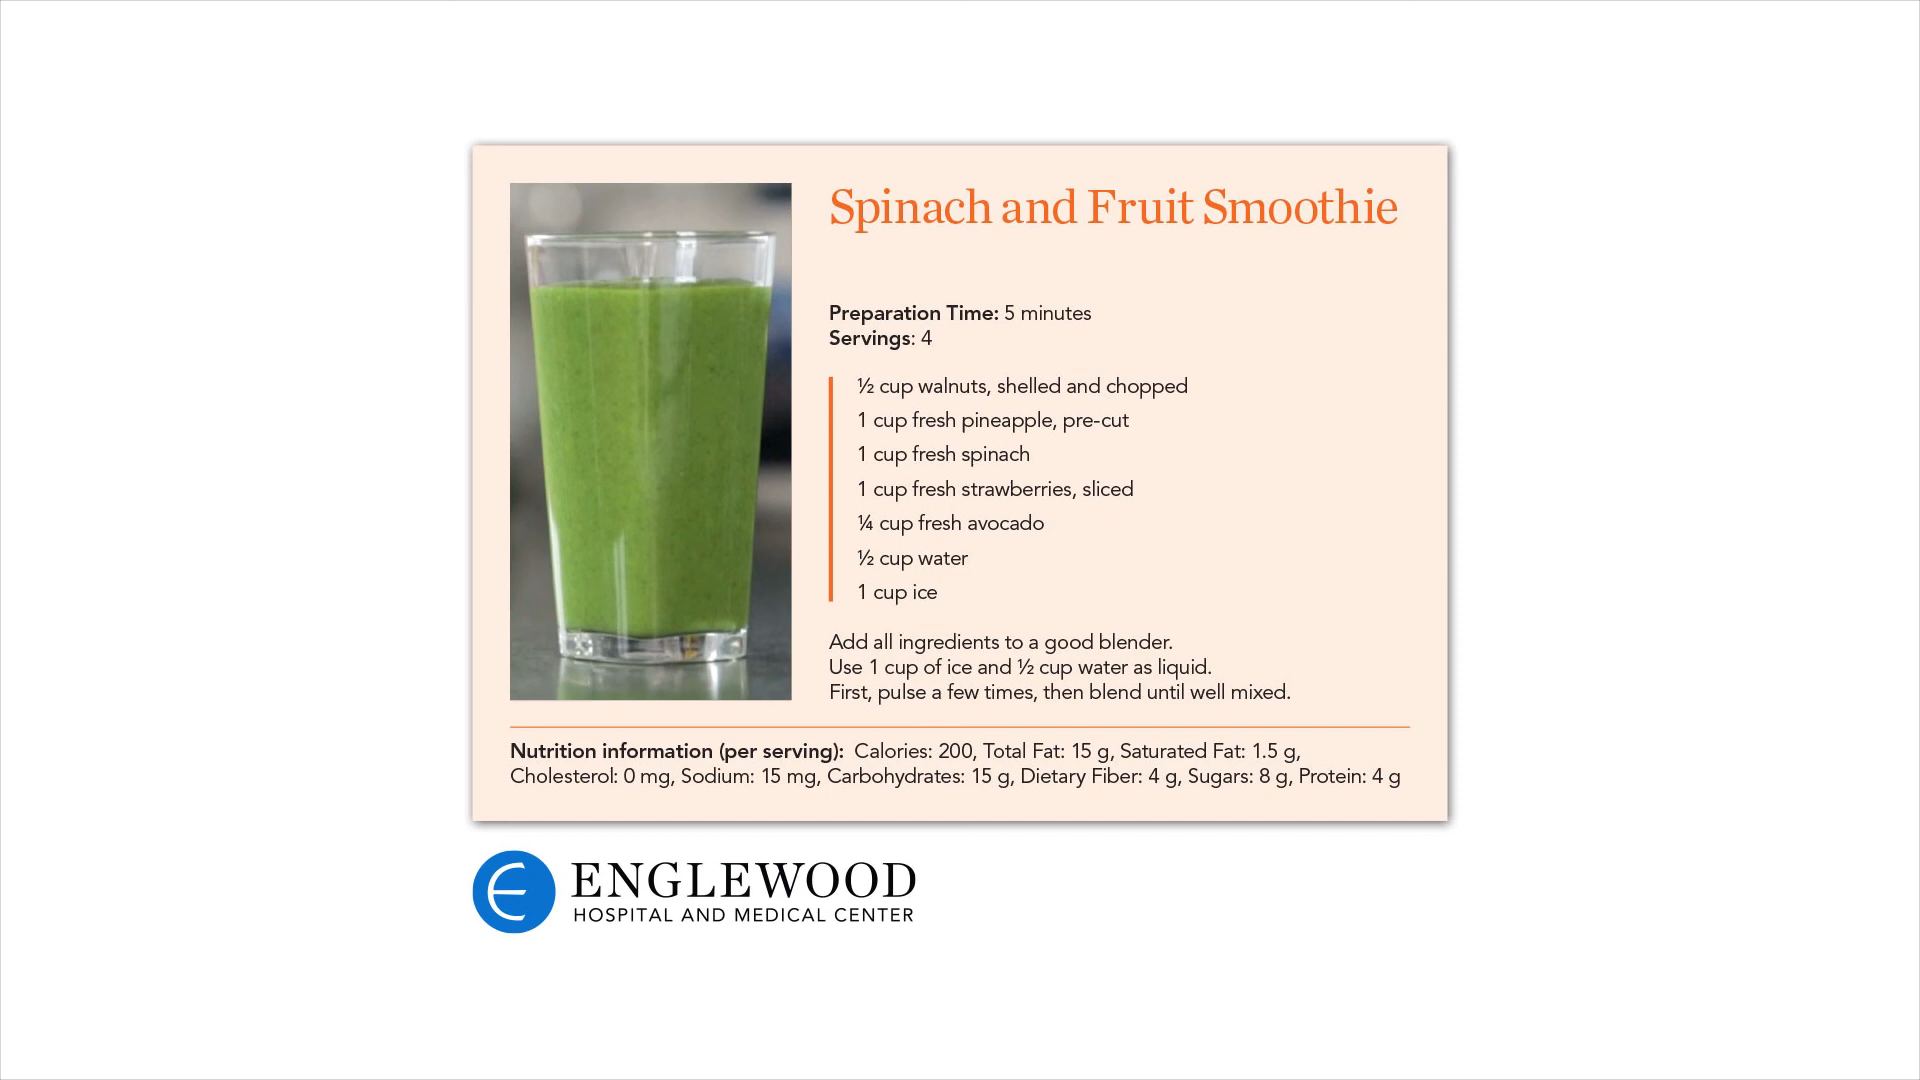 Spinach and Fruit Smoothie
Preparation Time: 5 minutes
Servings: 4
½ cup walnuts, shelled and chopped
1 cup fresh pineapple, pre-cut
1 cup fresh spinach
1 cup fresh strawberries, sliced
¼ cup fresh avocado
½ cup water
1 cup ice
Add all ingredients to a good blender.
Use 1 cup of ice and ½ cup water as liquid.
First, pulse a few times, then blend until well mixed.
Nutrition information (per serving): Calories: 200, Total Fat: 15 g, Saturated Fat: 1.5 g,
Cholesterol: 0 mg, Sodium: 15 mg, Carbohydrates: 15 g, Dietary Fiber: 4 g, Sugars: 8 g, Protein: 4 g
E ENGLEWOOD
HOSPITAL AND MEDICAL CENTER